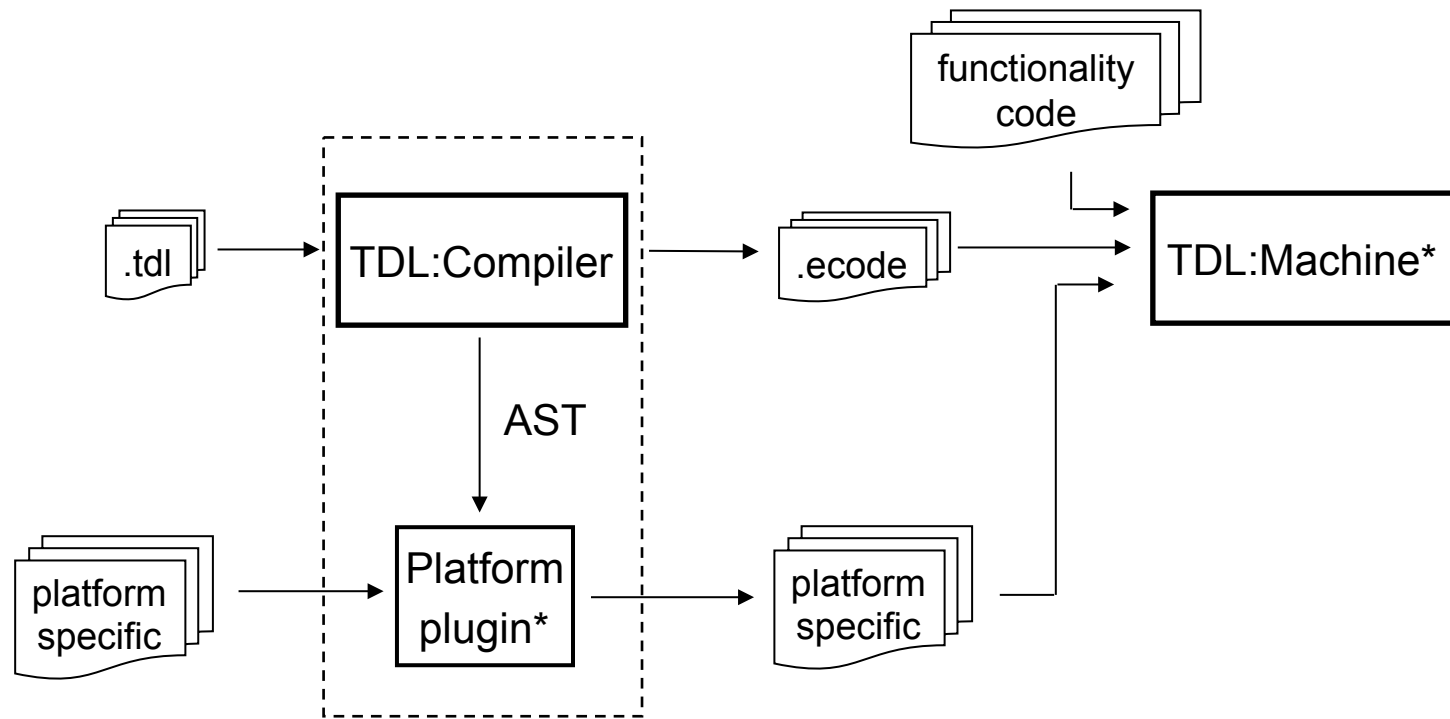 functionality
code
.tdl
TDL:Compiler
.ecode
TDL:Machine*
AST
platform
specific
Platform
plugin*
platform
specific